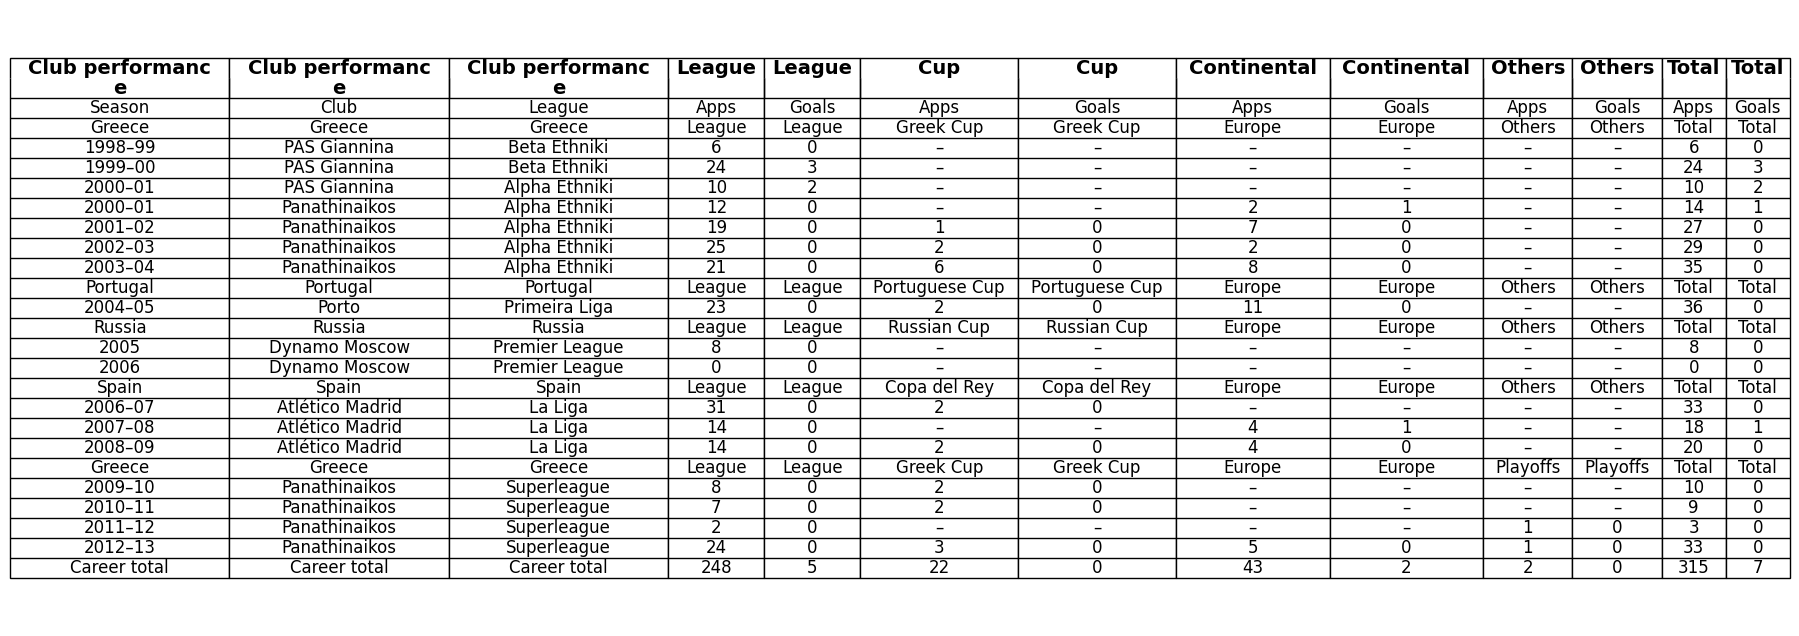 Club performanc Club performanc Club performanc League League Cup Cup Continental Continental Others Others Total Total
e e e
Season Club League Apps Goals Apps Goals Apps Goals Apps Goals Apps Goals
Greece Greece Greece League League Greek Cup Greek Cup Europe Europe Others Others Total Total
1998–99 PAS Giannina Beta Ethniki 6 0 – – – – – – 6 0
1999–00 PAS Giannina Beta Ethniki 24 3 – – – – – – 24 3
2000–01 PAS Giannina Alpha Ethniki 10 2 – – – – – – 10 2
2000–01 Panathinaikos Alpha Ethniki 12 0 – – 2 1 – – 14 1
2001–02 Panathinaikos Alpha Ethniki 19 0 1 0 7 0 – – 27 0
2002–03 Panathinaikos Alpha Ethniki 25 0 2 0 2 0 – – 29 0
2003–04 Panathinaikos Alpha Ethniki 21 0 6 0 8 0 – – 35 0
Portugal Portugal Portugal League League Portuguese Cup Portuguese Cup Europe Europe Others Others Total Total
2004–05 Porto Primeira Liga 23 0 2 0 11 0 – – 36 0
Russia Russia Russia League League Russian Cup Russian Cup Europe Europe Others Others Total Total
2005 Dynamo Moscow Premier League 8 0 – – – – – – 8 0
2006 Dynamo Moscow Premier League 0 0 – – – – – – 0 0
Spain Spain Spain League League Copa del Rey Copa del Rey Europe Europe Others Others Total Total
2006–07 Atlético Madrid La Liga 31 0 2 0 – – – – 33 0
2007–08 Atlético Madrid La Liga 14 0 – – 4 1 – – 18 1
2008–09 Atlético Madrid La Liga 14 0 2 0 4 0 – – 20 0
Greece Greece Greece League League Greek Cup Greek Cup Europe Europe Playoffs Playoffs Total Total
2009–10 Panathinaikos Superleague 8 0 2 0 – – – – 10 0
2010–11 Panathinaikos Superleague 7 0 2 0 – – – – 9 0
2011–12 Panathinaikos Superleague 2 0 – – – – 1 0 3 0
2012–13 Panathinaikos Superleague 24 0 3 0 5 0 1 0 33 0
Career total Career total Career total 248 5 22 0 43 2 2 0 315 7